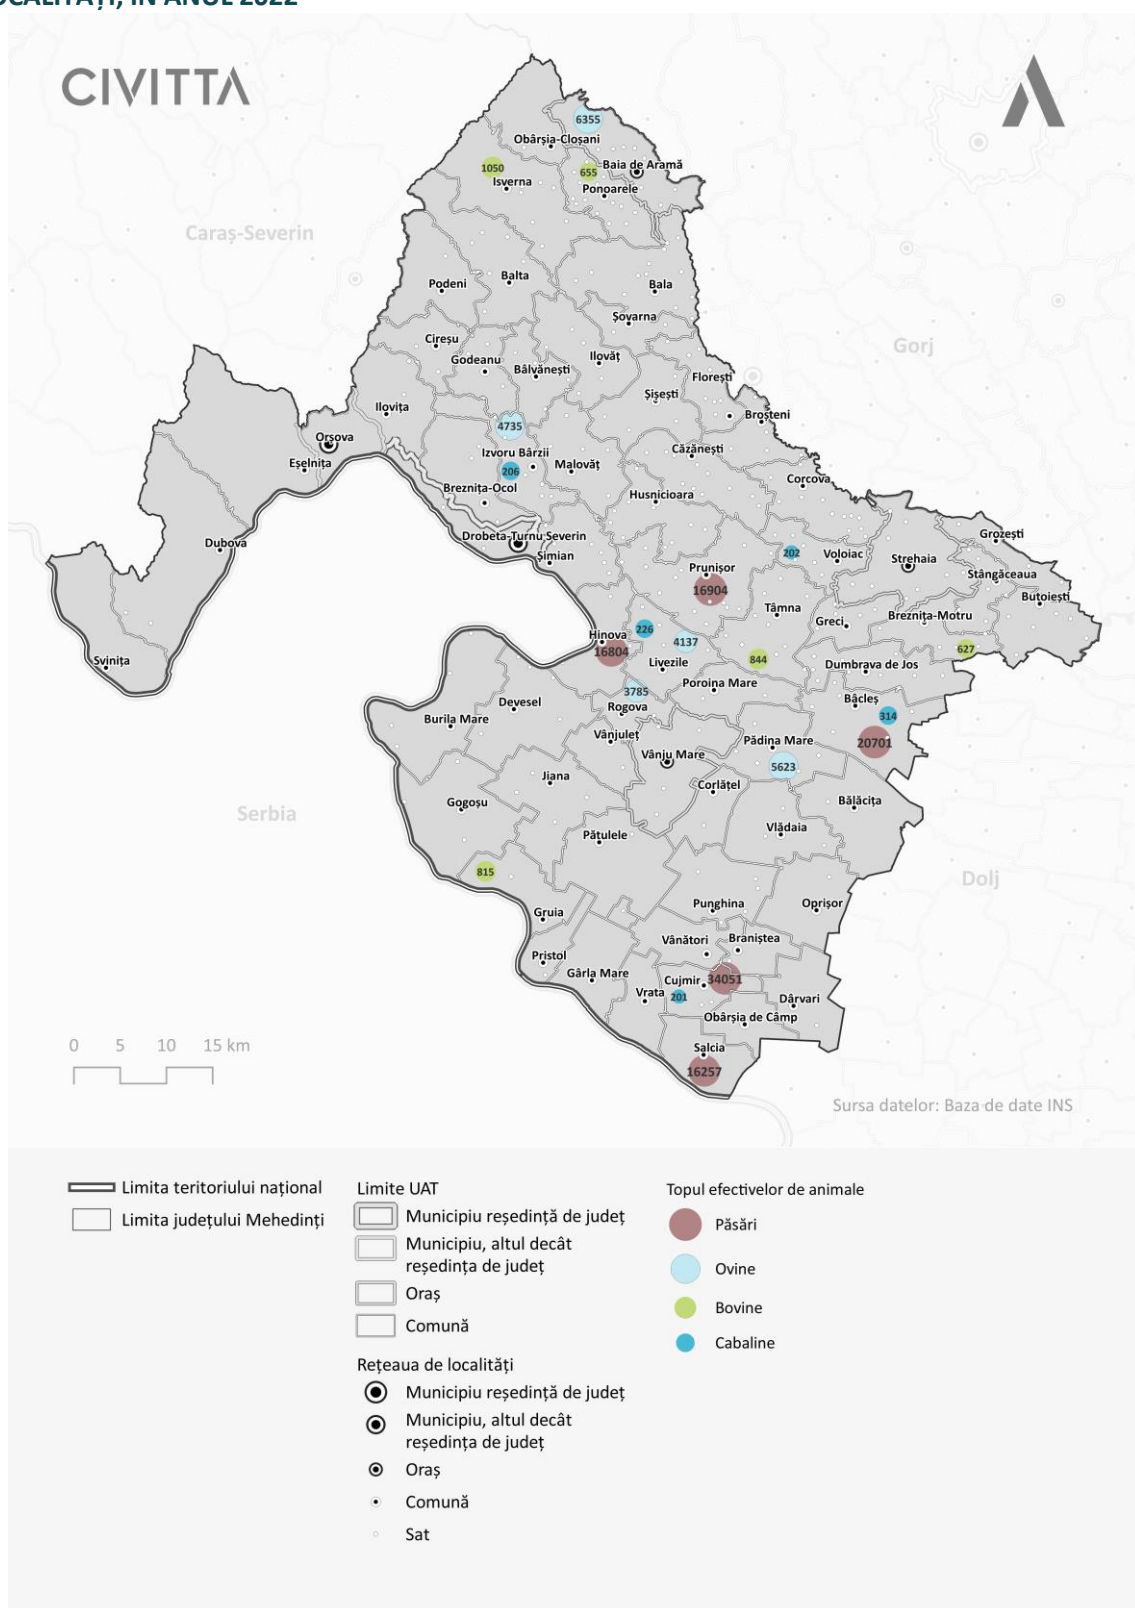 OCALITĂȚI, ÎN ANUL 2022
CIVITTA
6355
Obârșia-Cloșani
1050
655
Baia de Aramă
Isverna
Ponoarele
Caraș-Severin
Balta
Podeni
Bala
Șovarna
Cireșu
Gorj
Godeanu
Ilovăț
Bâlvănești
Florești
Șișești
Ilovița
Broșteni
4735
Orșova
Izvoru Bârzii
Căzănești
Eșelnița
206
Malovăț
Corcova
Breznița-Ocol
Husnicioara
Drobeta-Turnu Severin
Grozești
Dubova
Șimian
202
Voloiac
Strehaia
Prunișor
Stângăceaua
16904
Butoiești
Tâmna
Greci
Breznița-Motru
226
Hinova
4137
16804
844
627
Svinița
Livezile
Dumbrava de Jos
Poroina Mare
3785
Devesel
Rogova
Bâcleș
314
Burila Mare
Vânjuleț
Pădina Mare
20701
Vânju Mare
5623
Jiana
Corlățel
Gogoșu
Bălăcița
Serbia
Vlădaia
Pătulele
815
Dolj
Punghina
Oprișor
Gruia
Vânători
Braniștea
Pristol
Gârla Mare
Cujmir
34051
Vrata
201
Dârvari
Obârșia de Câmp
0 5 10 15 km
Salcia
16257
Sursa datelor: Baza de date INS
Limita teritoriului național
Limita județului Mehedinți
Limite UAT
Municipiu reședință de județ
Municipiu, altul decât
reședința de județ
Oraș
Comună
Rețeaua de localități
Municipiu reședință de județ
Municipiu, altul decât
reședința de județ
Oraș
Comună
Sat
Topul efectivelor de animale
Păsări
Ovine
Bovine
Cabaline